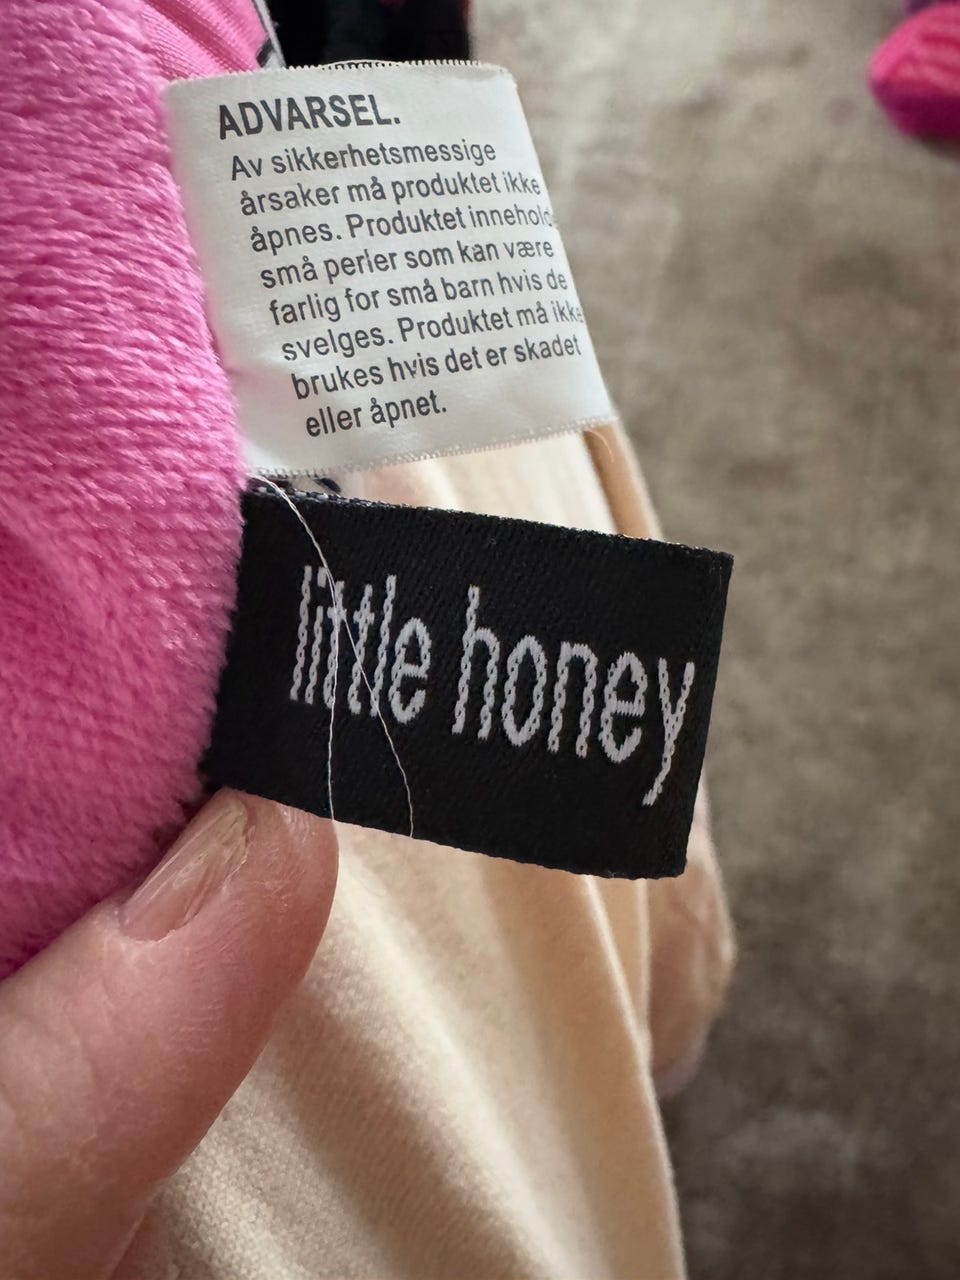 ADVARSEL.
Av sikkerhetsmessige
årsaker må produktet ikke
åpnes. Produktet innehold
små perler som kan være
farlig for små barn hvis de
svelges. Produktet må ikke
brukes hvis det er skadet
eller åpnet.
little honey